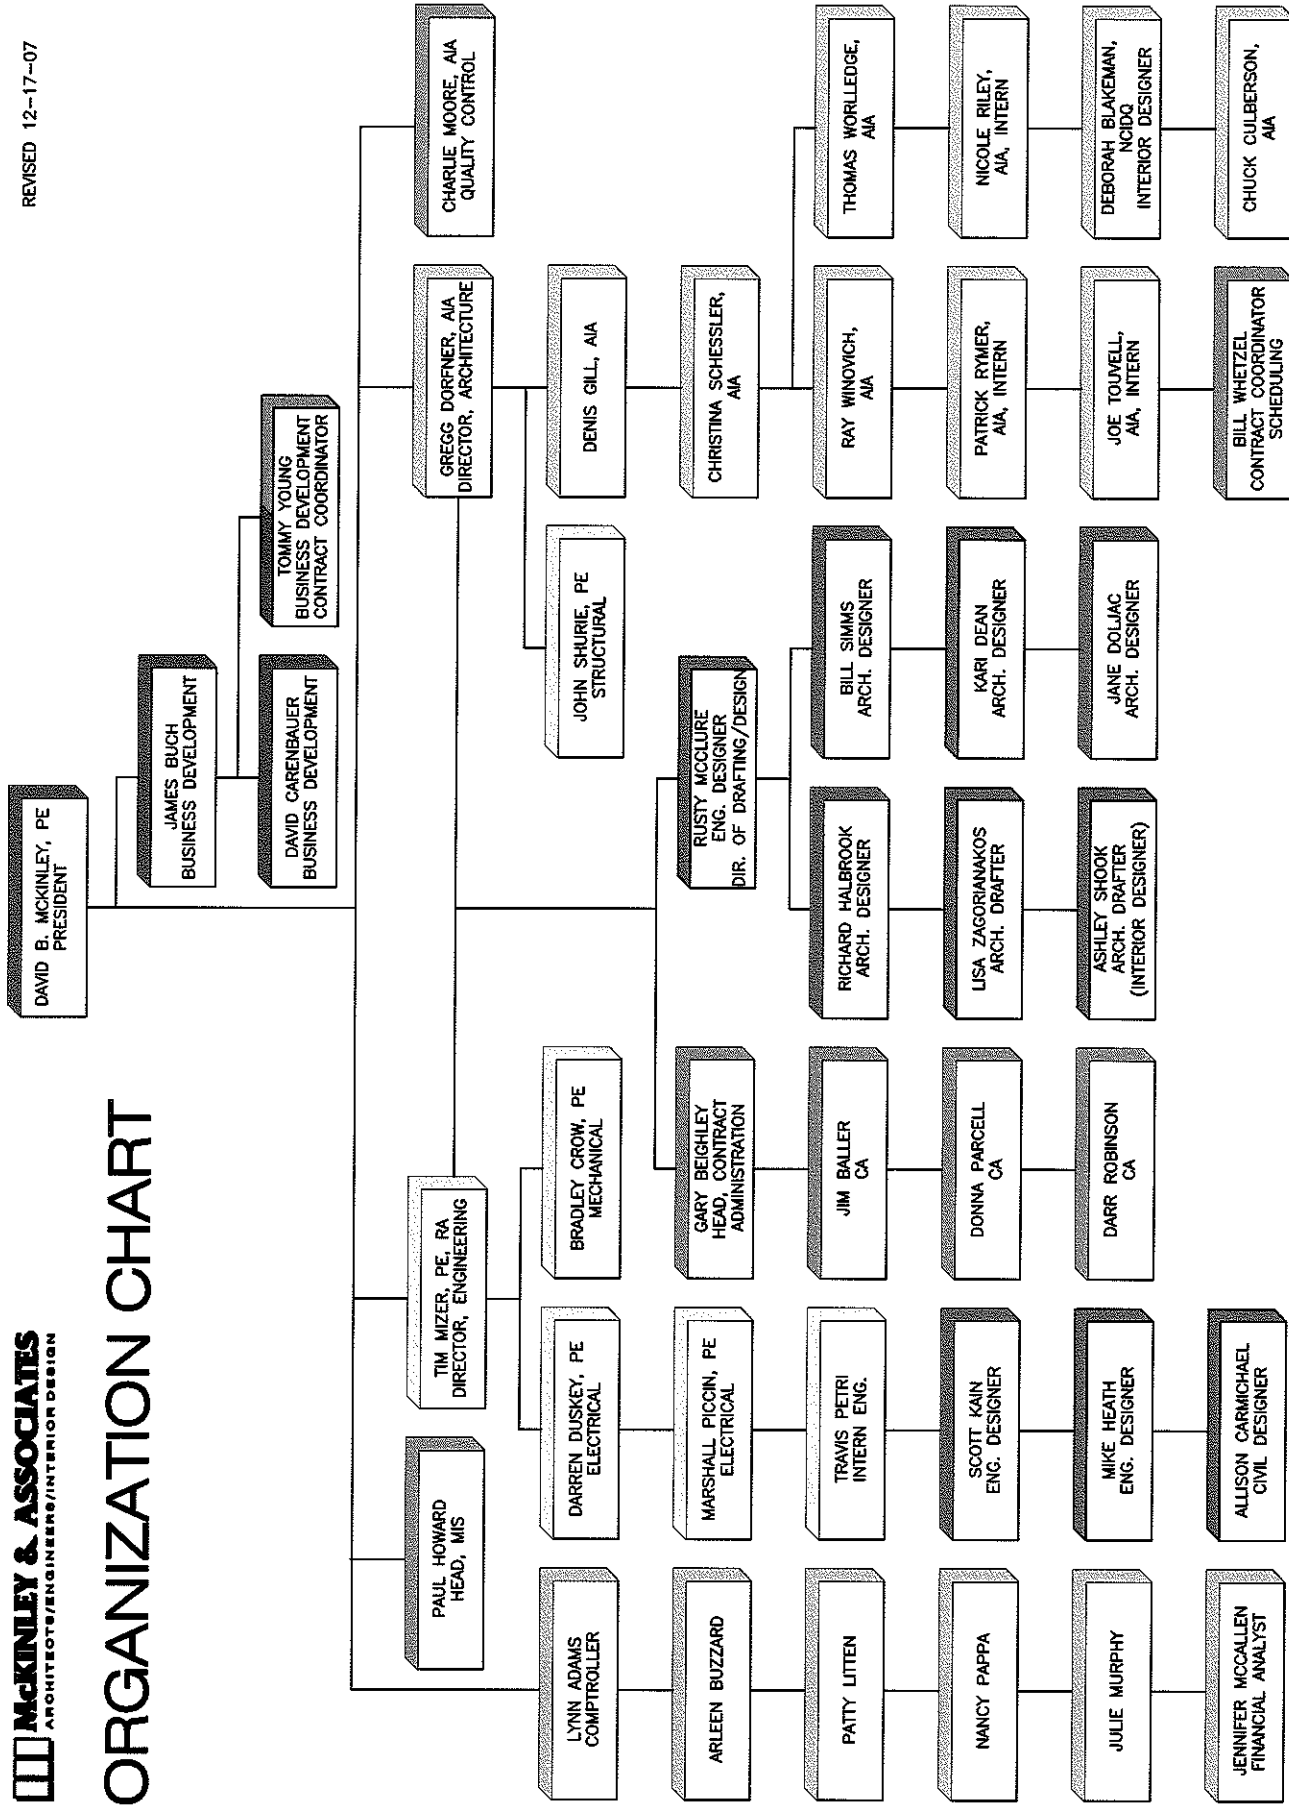 McKINLEY & ASSOCIATES
ARCHITECTS/ENGINEERS/INTERIOR DESIGN
ORGANIZATION CHART
REVISED 12-17-07
DAVID B. MCKINLEY, PE
PRESIDENT
JAMES BUCH
BUSINESS DEVELOPMENT
DAVID CARENBAUER
BUSINESS DEVELOPMENT
TOMMY YOUNG
BUSINESS DEVELOPMENT
CONTRACT COORDINATOR
PAUL HOWARD
HEAD, MIS
TIM MIZER, PE, RA
DIRECTOR, ENGINEERING
GREGG DORFNER, AIA
DIRECTOR, ARCHITECTURE
CHARLIE MOORE, AIA
QUALITY CONTROL
LYNN ADAMS
COMPTROLLER
DARREN DUSKEY, PE
ELECTRICAL
BRADLEY CROW, PE
MECHANICAL
JOHN SHURIE, PE
STRUCTURAL
DENIS GILL, AIA
ARLEEN BUZZARD
MARSHALL PICCIN, PE
ELECTRICAL
GARY BEIGHLEY
HEAD, CONTRACT
ADMINISTRATION
RUSTY MCCLURE
ENG. DESIGNER
DIR. OF DRAFTING/DESIGN
CHRISTINA SCHESSLER,
AIA
PATTY LITTEN
TRAVIS PETRI
INTERN ENG.
JIM BALLER
CA
RICHARD HALBROOK
ARCH. DESIGNER
BILL SIMMS
ARCH. DESIGNER
RAY WINOVICH,
AIA
THOMAS WORLLEDGE,
AIA
NANCY PAPPA
SCOTT KAIN
ENG. DESIGNER
DONNA PARCELL
CA
LISA ZAGORIANAKOS
ARCH. DRAFTER
KARI DEAN
ARCH. DESIGNER
PATRICK RYMER,
AIA, INTERN
NICOLE RILEY,
AIA, INTERN
JULIE MURPHY
MIKE HEATH
ENG. DESIGNER
DARR ROBINSON
CA
ASHLEY SHOOK
ARCH. DRAFTER
(INTERIOR DESIGNER)
JANE DOLJAC
ARCH. DESIGNER
JOE TOUVELL,
AIA, INTERN
DEBORAH BLAKEMAN,
NCIDQ
INTERIOR DESIGNER
JENNIFER MCCALLEN
FINANCIAL ANALYST
ALLISON CARMICHAEL
CIVIL DESIGNER
BILL WHETZEL
CONTRACT COORDINATOR
SCHEDULING
CHUCK CULBERSON,
AIA